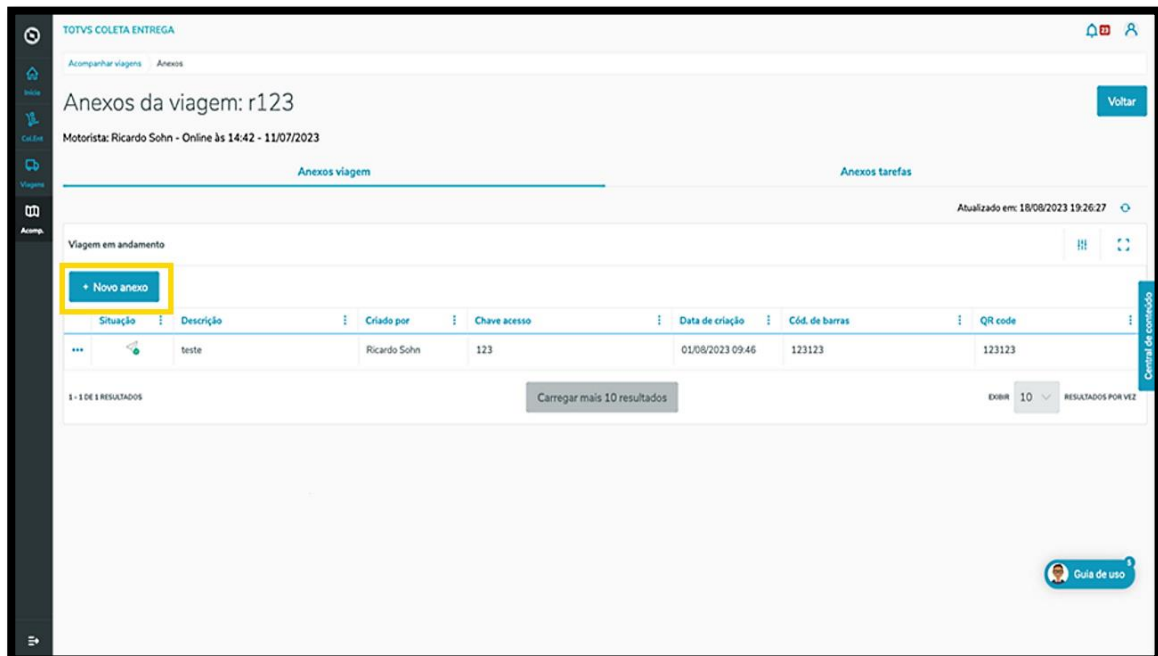 TOTVS COLETA ENTREGA
23
Acompanhar viagens Anexos
Início
Col.Ent
Viagens
Acomp.
Anexos da viagem: r123
Voltar
Motorista: Ricardo Sohn - Online às 14:42 - 11/07/2023
Anexos viagem Anexos tarefas
Atualizado em: 18/08/2023 19:26:27
Viagem em andamento
+ Novo anexo
Situação Descrição Criado por Chave acesso Data de criação Cód. de barras QR code
teste Ricardo Sohn 123 01/08/2023 09:46 123123 123123
1 - 1 DE 1 RESULTADOS Carregar mais 10 resultados EXIBIR 10 RESULTADOS POR VEZ
Central de conteúdo
Guia de uso 5